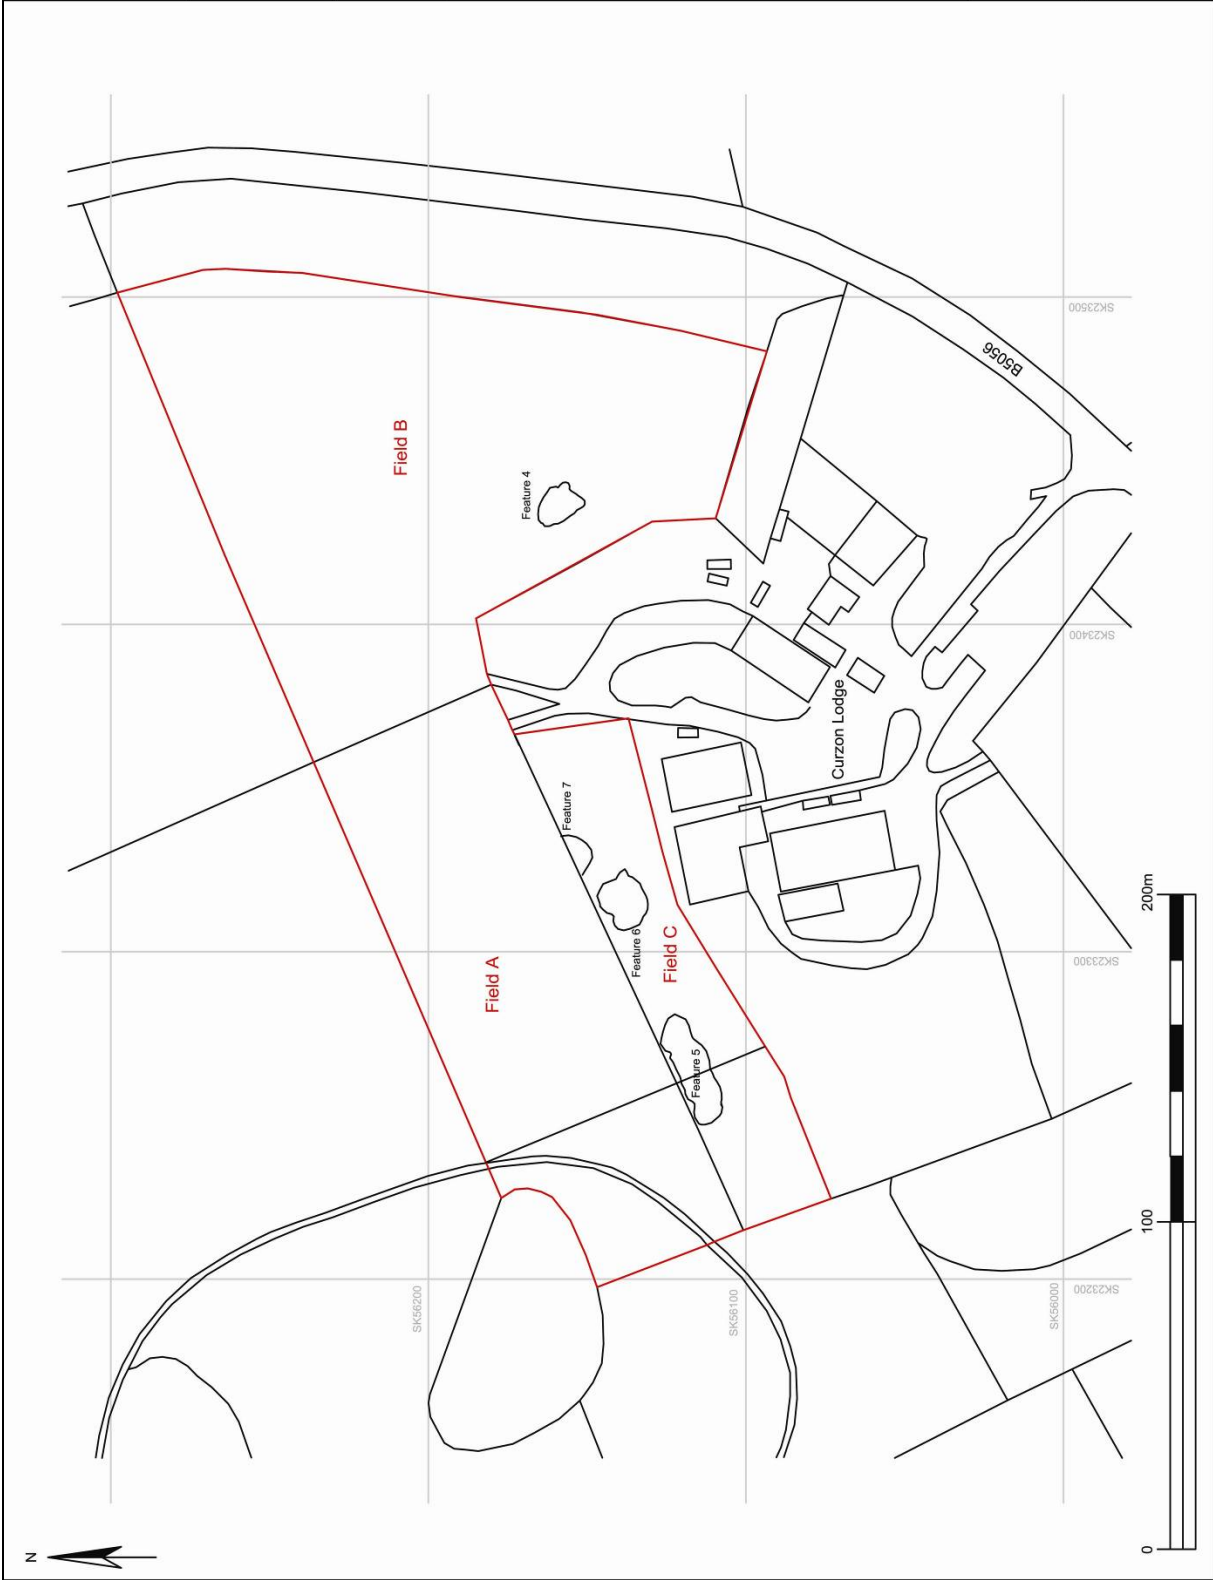 N
Field B
Feature 4
SK23500
B5056
SK23400
Feature 7
Curzon Lodge
Feature 6
Field A
Field C
SK23300
Feature 5
SK56200
SK56100
SK56000
SK23200
0
100
200m